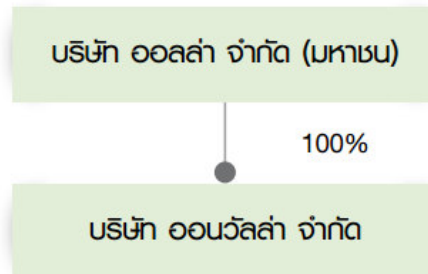 บริษัท ออลล่า จำกัด (มหาชน)
100%
บริษัท ออนวัลล่า จำกัด